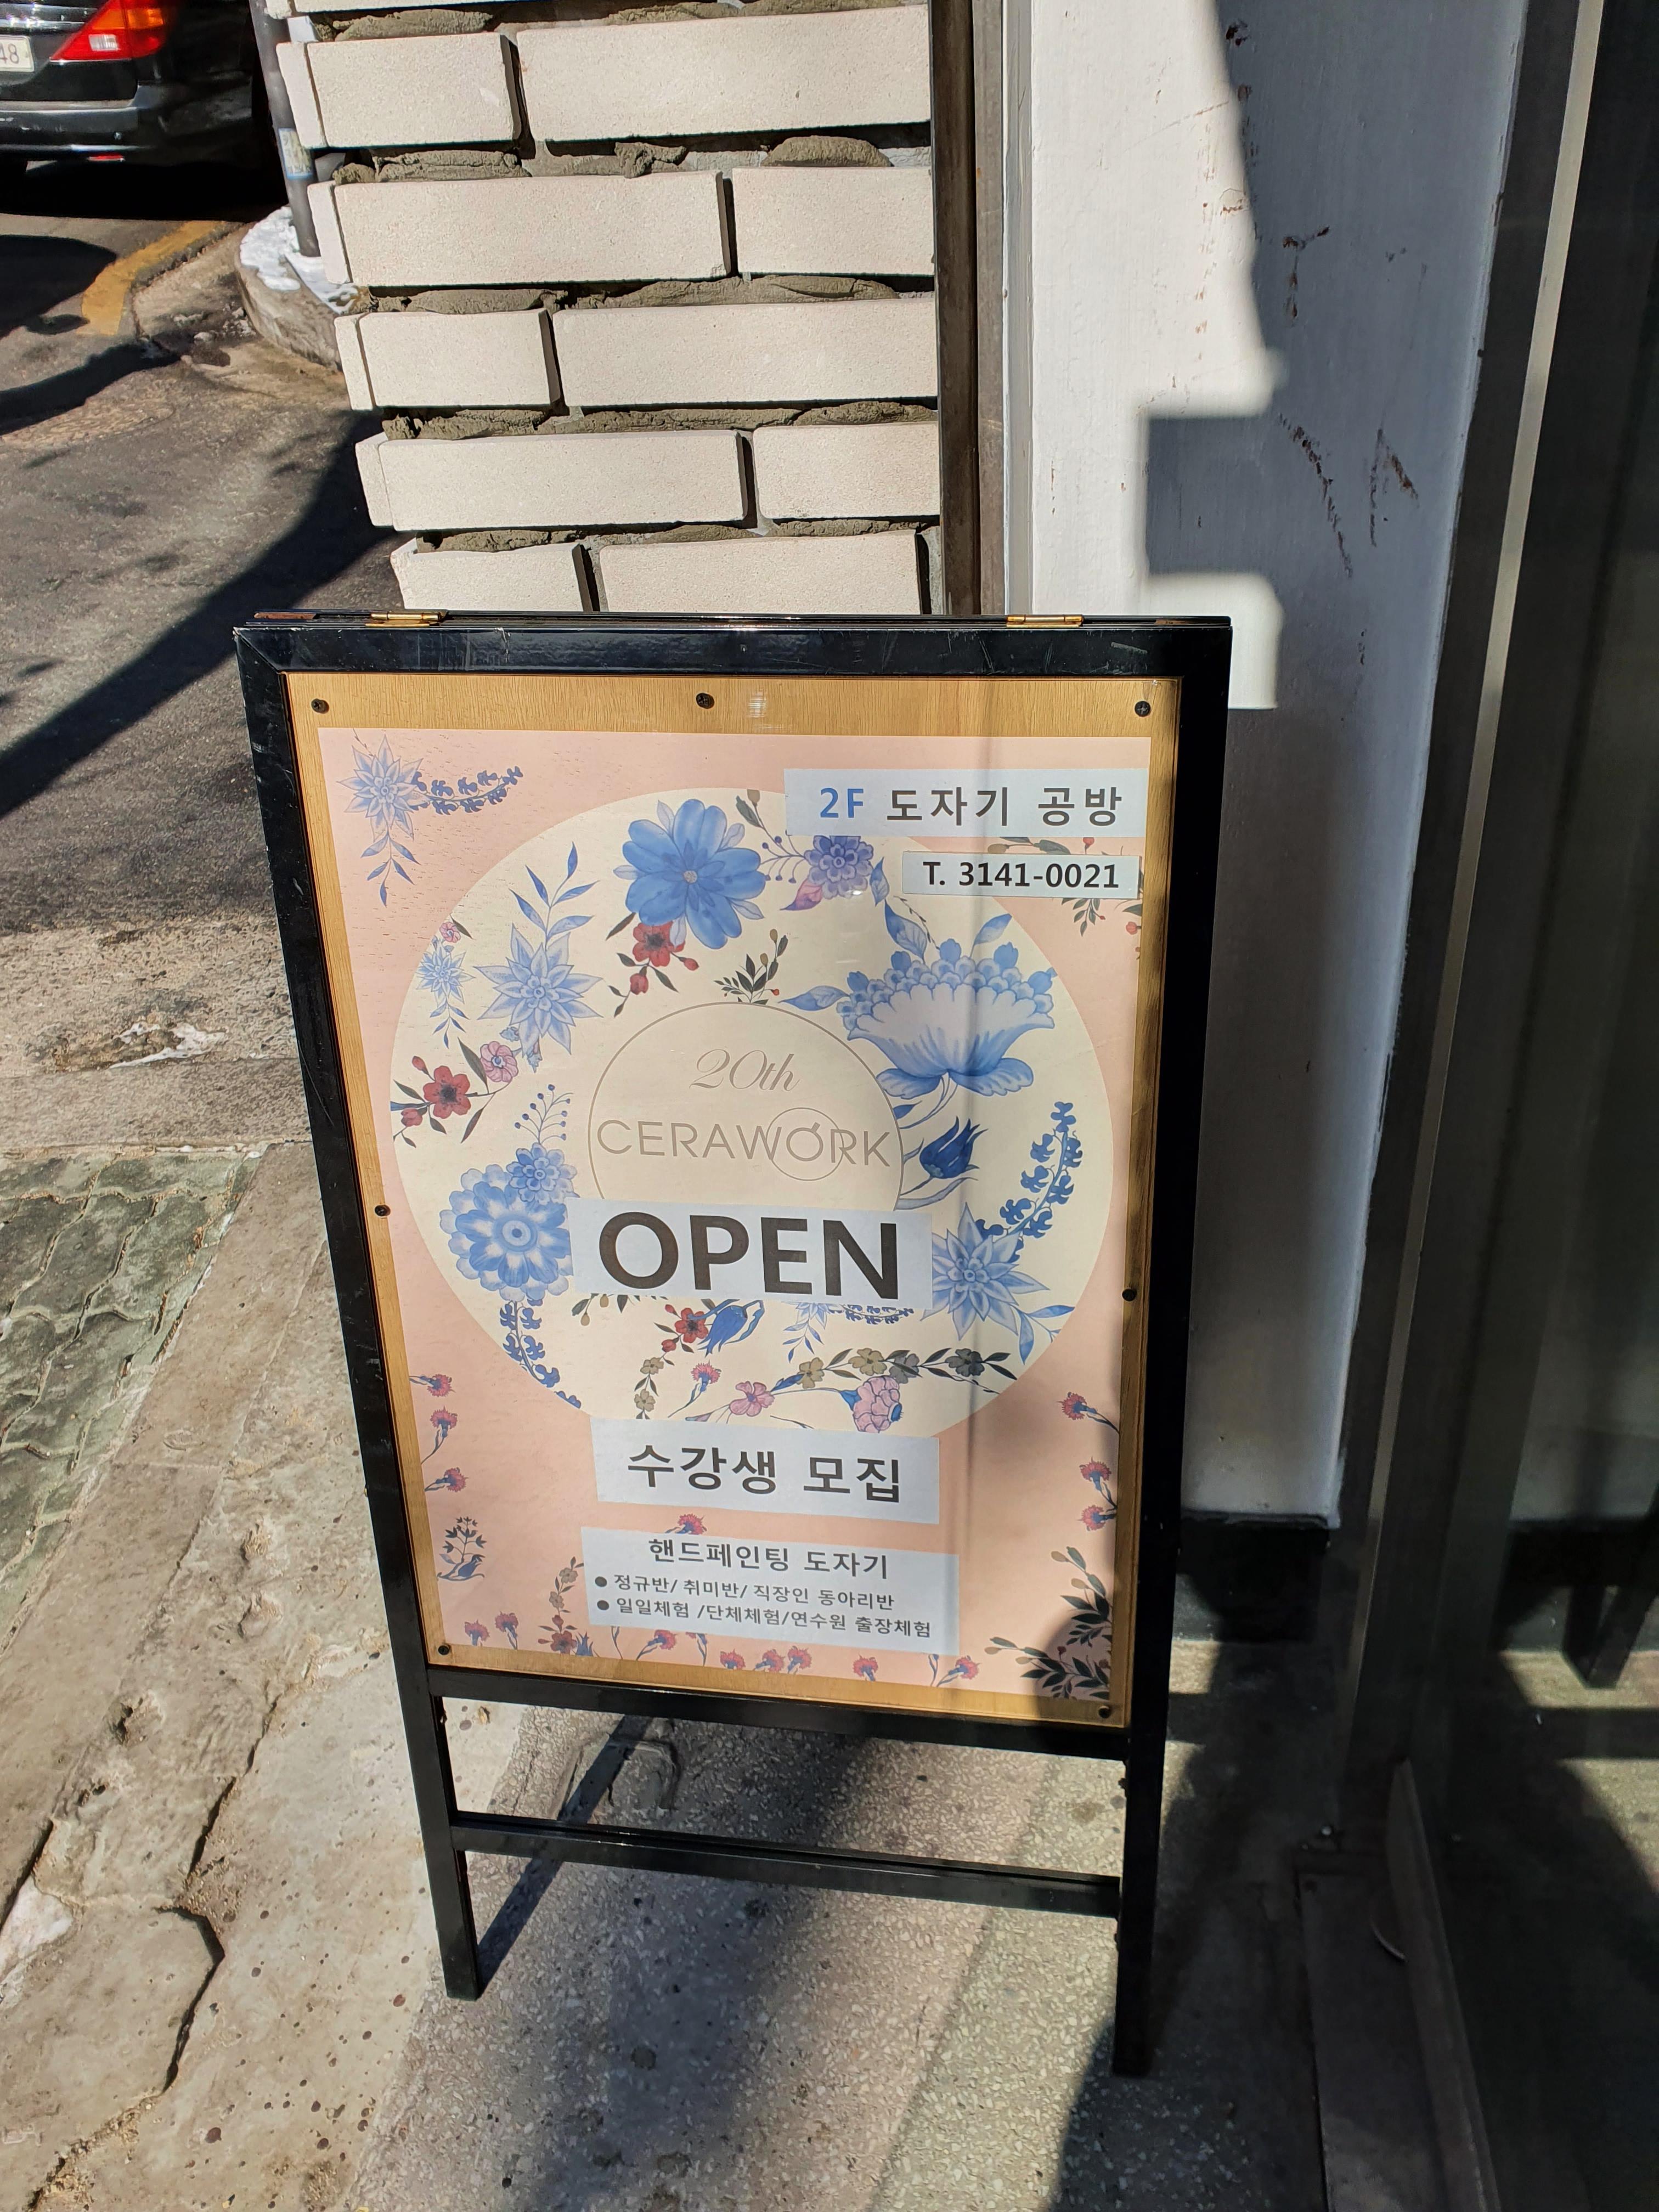 48
2F 도자기 공방
T. 3141-0021
20th
CERAWORK
OPEN
수강생 모집
핸드페인팅 도자기
● 정규반/ 취미반/ 직장인 동아리반
● 일일체험 /단체체험/연수원 출장체험